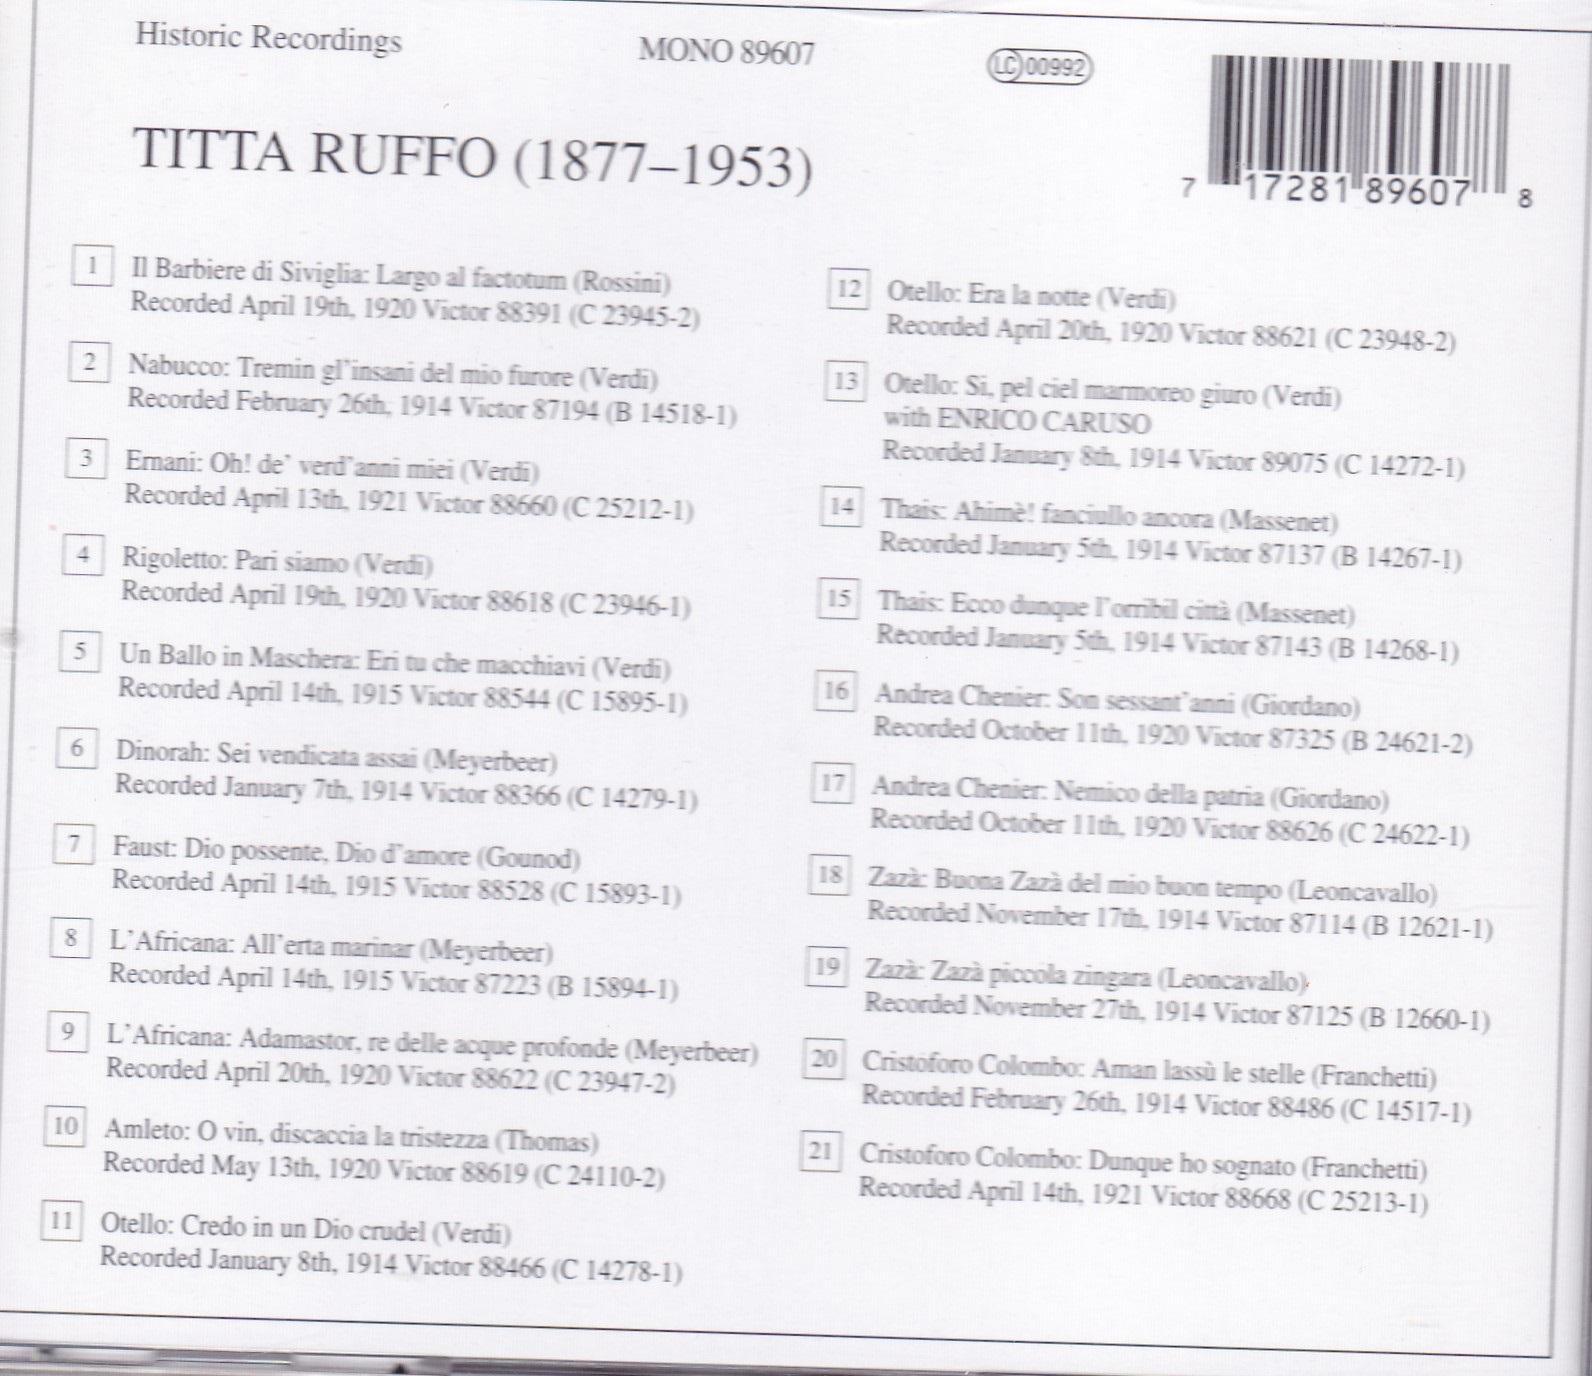 Historic Recordings
MONO 89607
LC 00992
7 17281 89607 8
TITTA RUFFO (1877–1953)
1 Il Barbiere di Siviglia: Largo al factotum (Rossini)
Recorded April 19th, 1920 Victor 88391 (C 23945-2)
2 Nabucco: Tremin gl'insani del mio furore (Verdi)
Recorded February 26th, 1914 Victor 87194 (B 14518-1)
3 Ernani: Oh! de' verd'anni miei (Verdi)
Recorded April 13th, 1921 Victor 88660 (C 25212-1)
4 Rigoletto: Pari siamo (Verdi)
Recorded April 19th, 1920 Victor 88618 (C 23946-1)
5 Un Ballo in Maschera: Eri tu che macchiavi (Verdi)
Recorded April 14th, 1915 Victor 88544 (C 15895-1)
6 Dinorah: Sei vendicata assai (Meyerbeer)
Recorded January 7th, 1914 Victor 88366 (C 14279-1)
7 Faust: Dio possente, Dio d'amore (Gounod)
Recorded April 14th, 1915 Victor 88528 (C 15893-1)
8 L'Africana: All'erta marinar (Meyerbeer)
Recorded April 14th, 1915 Victor 87223 (B 15894-1)
9 L'Africana: Adamastor, re delle acque profonde (Meyerbeer)
Recorded April 20th, 1920 Victor 88622 (C 23947-2)
10 Amleto: O vin, discaccia la tristezza (Thomas)
Recorded May 13th, 1920 Victor 88619 (C 24110-2)
11 Otello: Credo in un Dio crudel (Verdi)
Recorded January 8th, 1914 Victor 88466 (C 14278-1)
12 Otello: Era la notte (Verdi)
Recorded April 20th, 1920 Victor 88621 (C 23948-2)
13 Otello: Si, pel ciel marmoreo giuro (Verdi)
with ENRICO CARUSO
Recorded January 8th, 1914 Victor 89075 (C 14272-1)
14 Thais: Ahimè! fanciullo ancora (Massenet)
Recorded January 5th, 1914 Victor 87137 (B 14267-1)
15 Thais: Ecco dunque l'orribil città (Massenet)
Recorded January 5th, 1914 Victor 87143 (B 14268-1)
16 Andrea Chenier: Son sessant'anni (Giordano)
Recorded October 11th, 1920 Victor 87325 (B 24621-2)
17 Andrea Chenier: Nemico della patria (Giordano)
Recorded October 11th, 1920 Victor 88626 (C 24622-1)
18 Zazà: Buona Zazà del mio buon tempo (Leoncavallo)
Recorded November 17th, 1914 Victor 87114 (B 12621-1)
19 Zazà: Zazà piccola zingara (Leoncavallo)
Recorded November 27th, 1914 Victor 87125 (B 12660-1)
20 Cristoforo Colombo: Aman lassù le stelle (Franchetti)
Recorded February 26th, 1914 Victor 88486 (C 14517-1)
21 Cristoforo Colombo: Dunque ho sognato (Franchetti)
Recorded April 14th, 1921 Victor 88668 (C 25213-1)